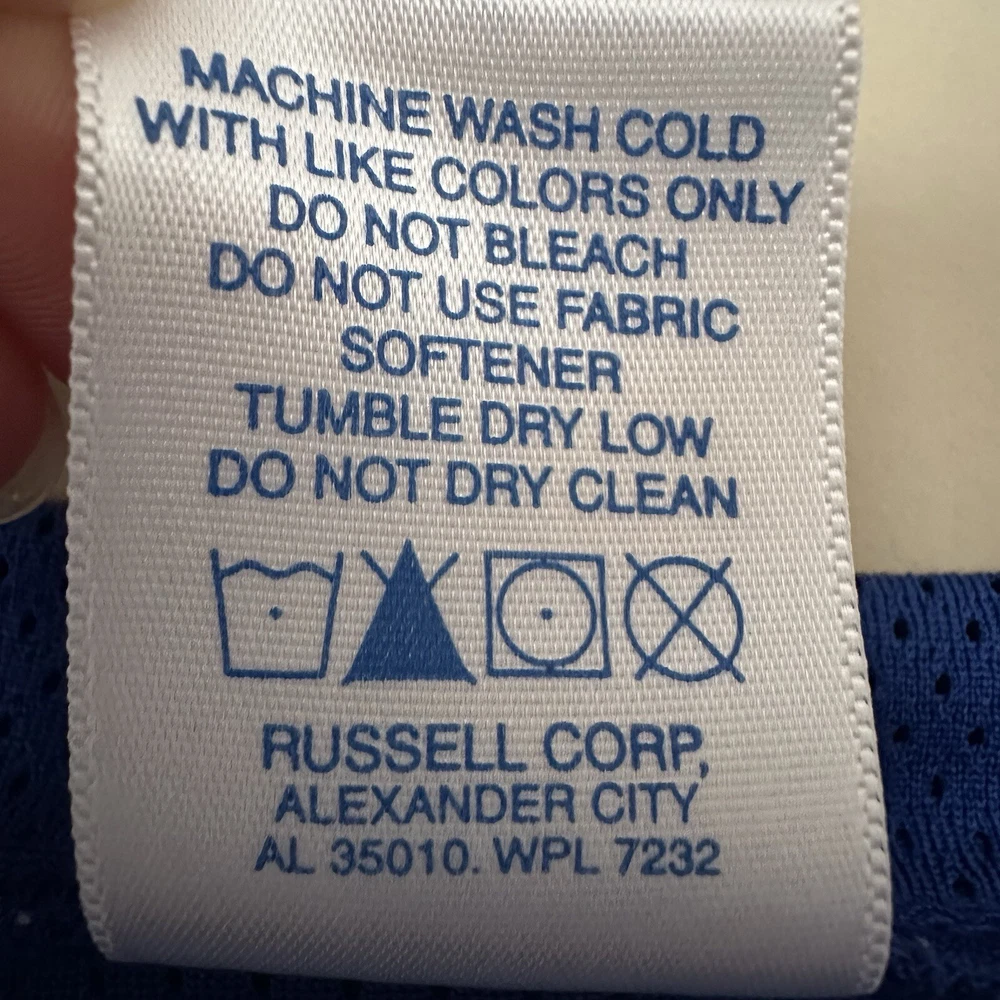 MACHINE WASH COLD
WITH LIKE COLORS ONLY
DO NOT BLEACH
DO NOT USE FABRIC
SOFTENER
TUMBLE DRY LOW
DO NOT DRY CLEAN
RUSSELL CORP,
ALEXANDER CITY
AL 35010. WPL 7232